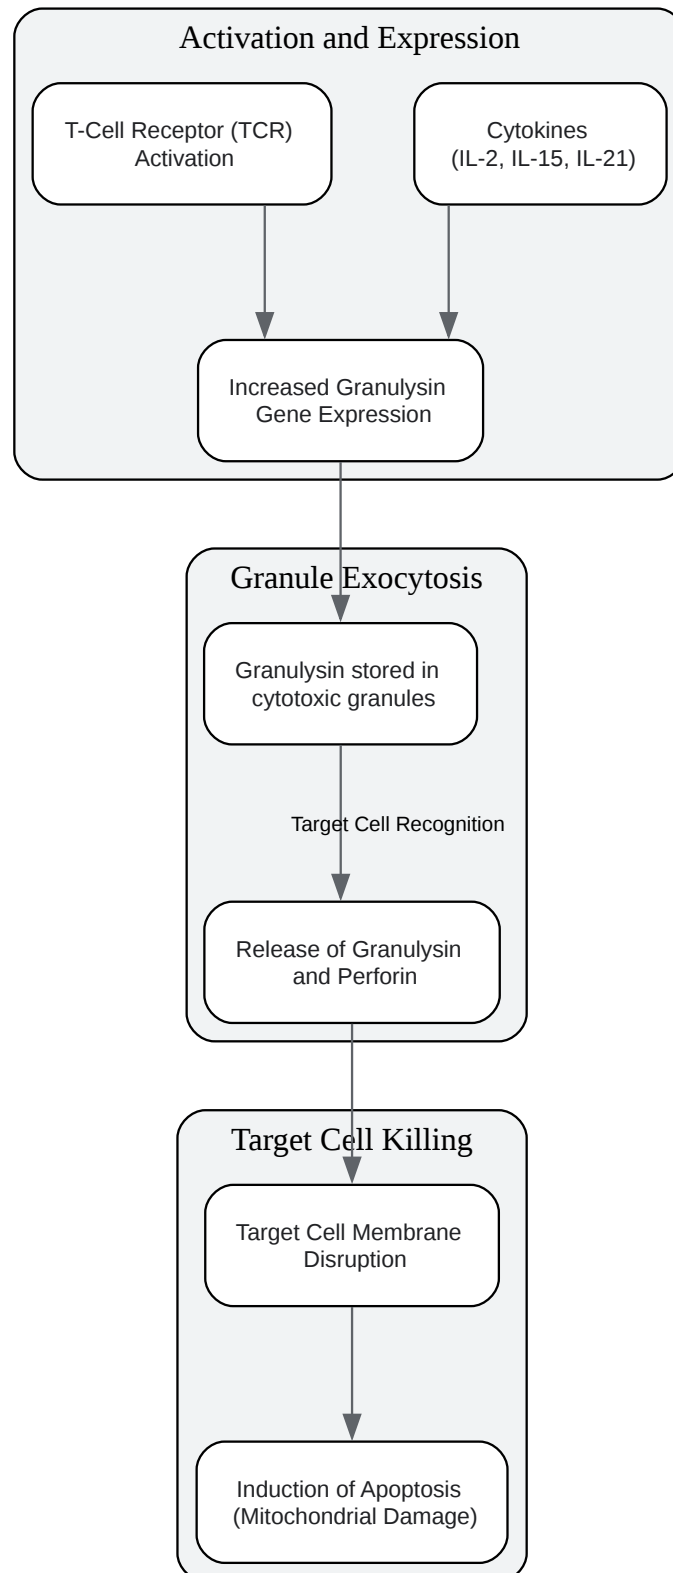 Activation and Expression
T-Cell Receptor (TCR)
Activation
Cytokines
(IL-2, IL-15, IL-21)
Increased Granulysin
Gene Expression
Granule Exocytosis
Granulysin stored in
cytotoxic granules
Target Cell Recognition
Release of Granulysin
and Perforin
Target Cell Killing
Target Cell Membrane
Disruption
Induction of Apoptosis
(Mitochondrial Damage)